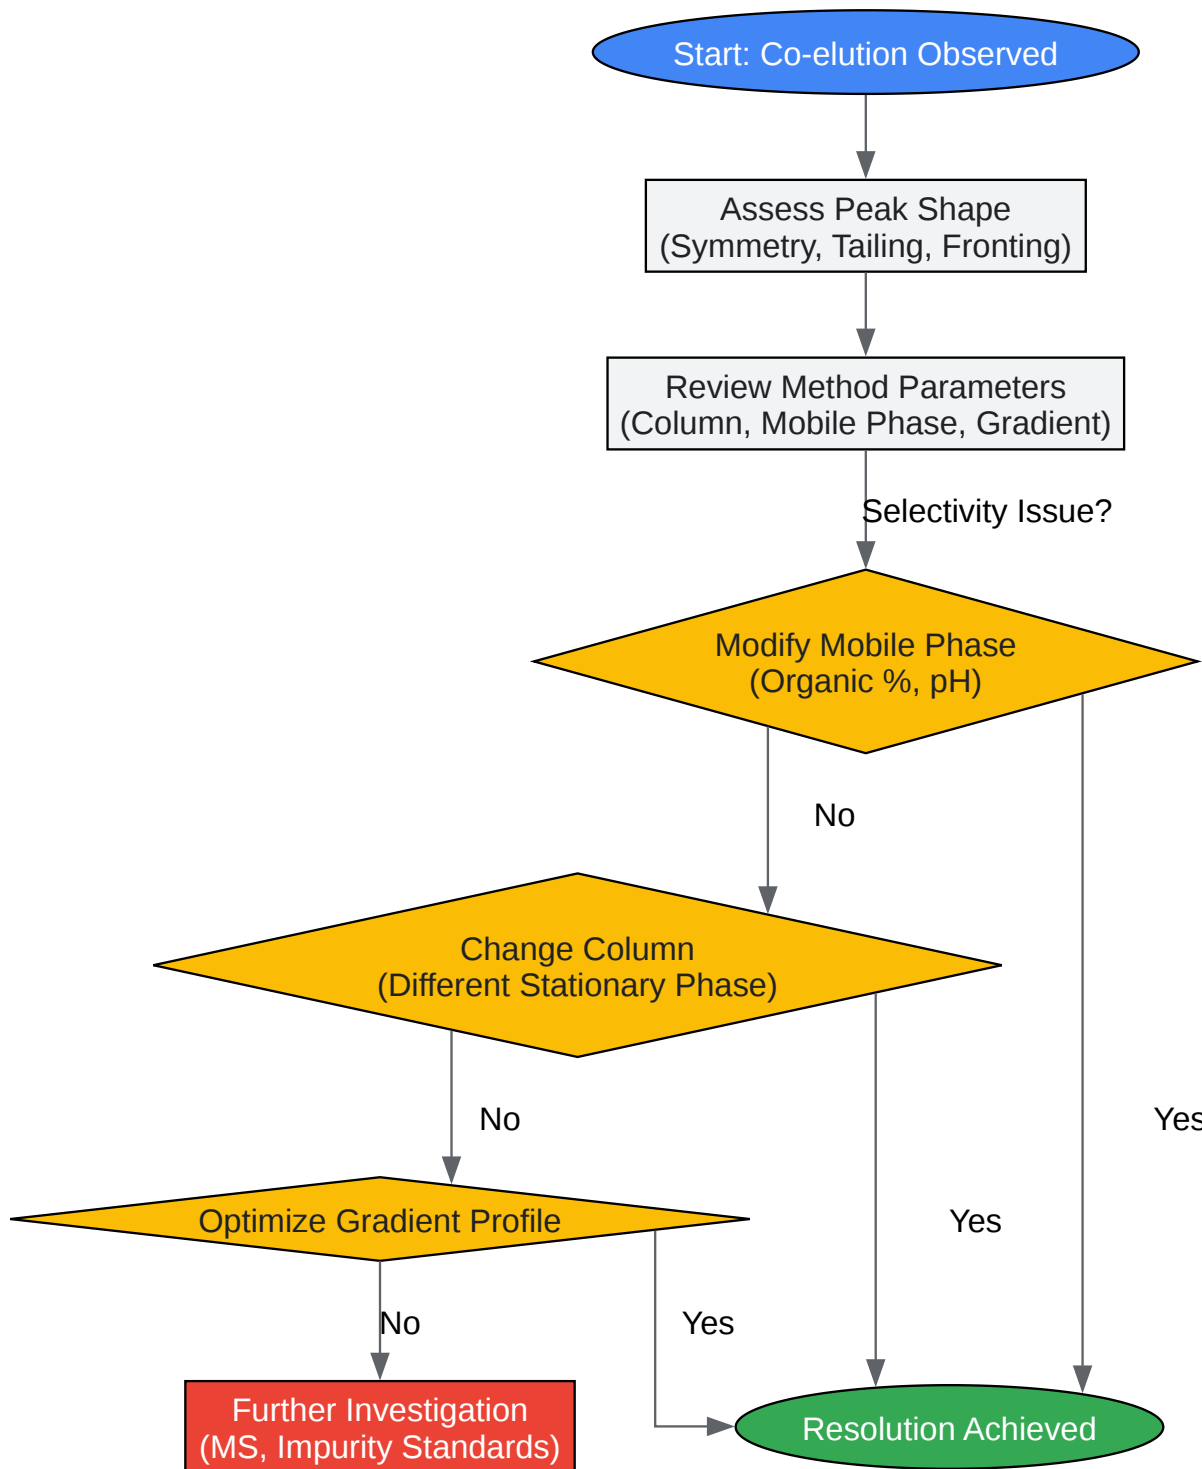 Start: Co-elution Observed
Assess Peak Shape
(Symmetry, Tailing, Fronting)
Review Method Parameters
(Column, Mobile Phase, Gradient)
Selectivity Issue?
Modify Mobile Phase
(Organic %, pH)
No
Change Column
(Different Stationary Phase)
No
Yes
Optimize Gradient Profile
Yes
No
Yes
Further Investigation
(MS, Impurity Standards)
Resolution Achieved